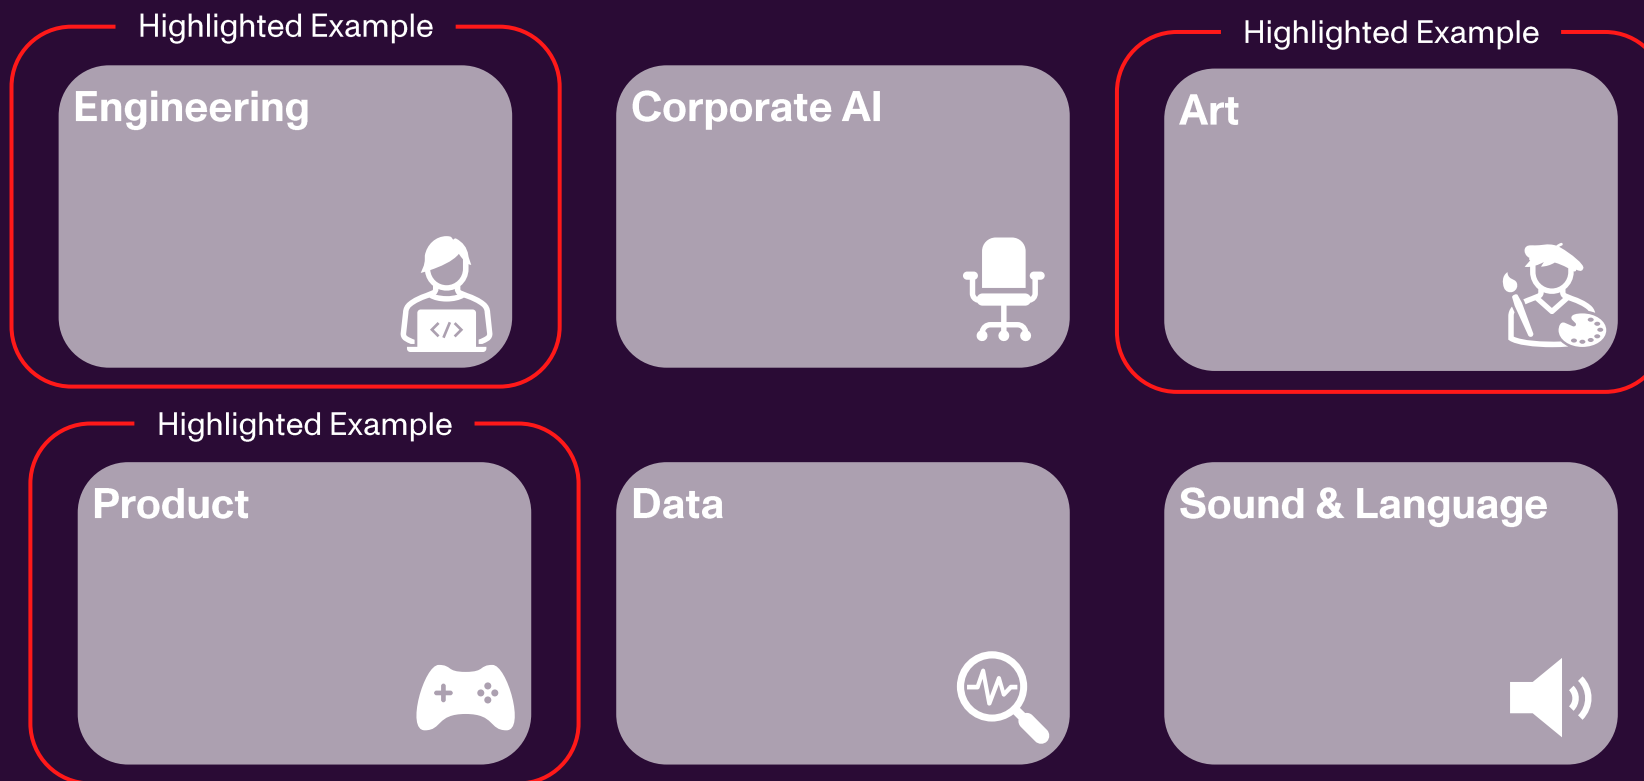 Highlighted Example
Engineering
</>
Corporate AI
Highlighted Example
Art
Highlighted Example
Product
Data
Sound & Language